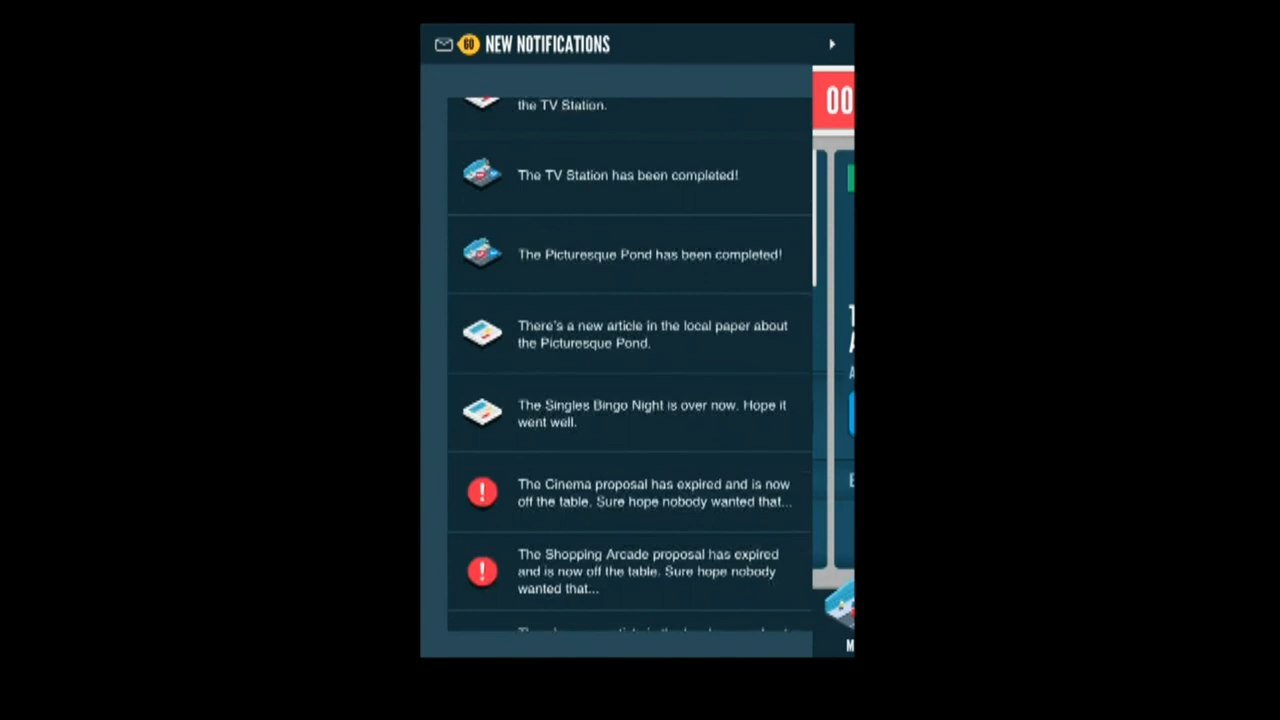 60 NEW NOTIFICATIONS
00
the TV Station.
The TV Station has been completed!
The Picturesque Pond has been completed!
There's a new article in the local paper about
the Picturesque Pond.
The Singles Bingo Night is over now. Hope it
went well.
The Cinema proposal has expired and is now
off the table. Sure hope nobody wanted that...
The Shopping Arcade proposal has expired
and is now off the table. Sure hope nobody
wanted that...
M